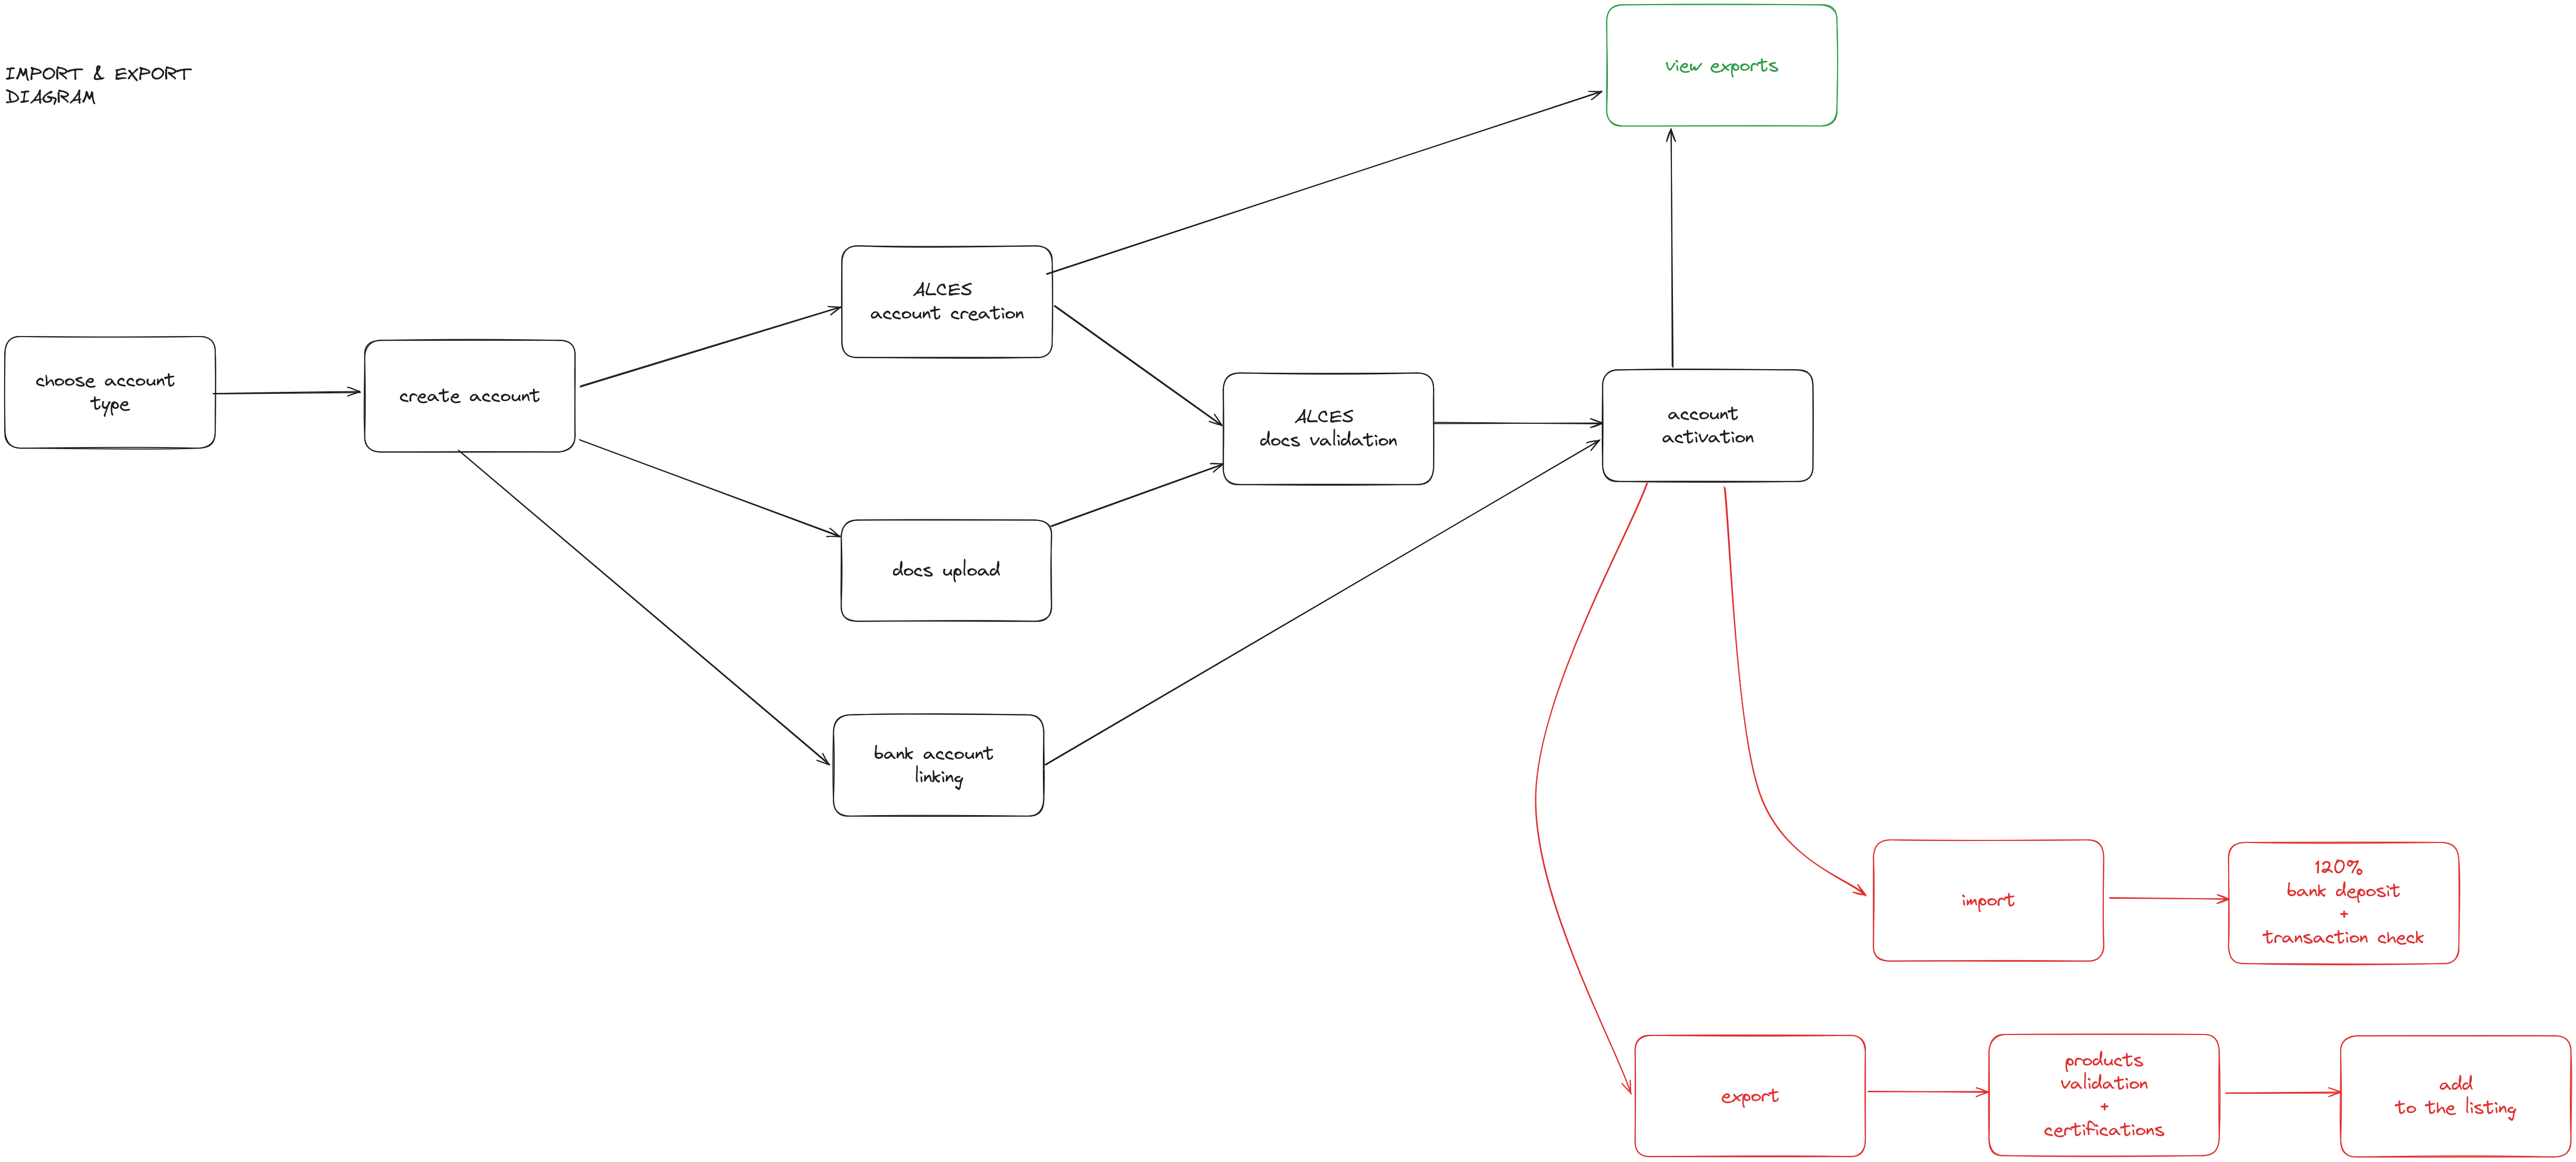 IMPORT & EXPORT
DIAGRAM
view exports
ALCES
account creation
choose account
type
create account
ALCES
docs validation
account
activation
docs upload
bank account
linking
import
120%
bank deposit
+
transaction check
export
products
validation
+
certifications
add
to the listing